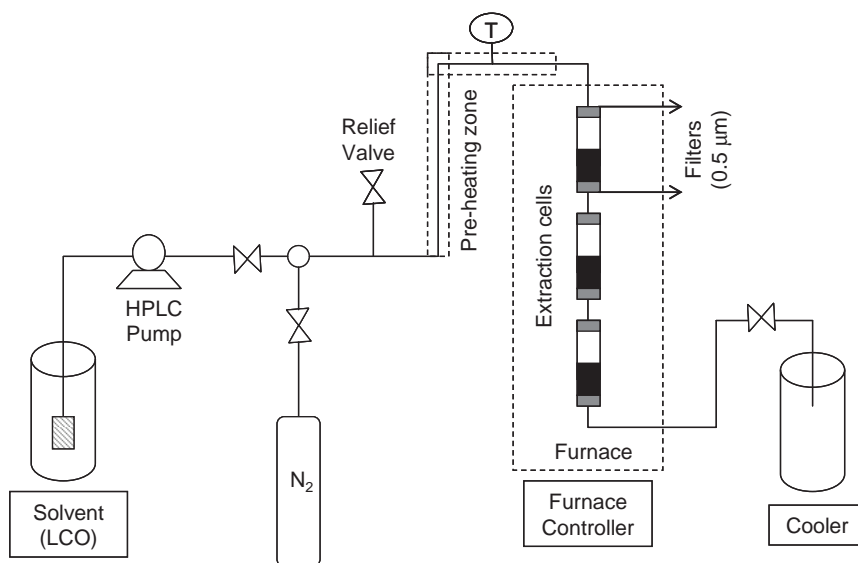 T
Relief
Valve
Pre-heating zone
Filters
(0.5 μm)
Extraction cells
HPLC
Pump
Solvent
(LCO)
N₂
Furnace
Furnace
Controller
Cooler